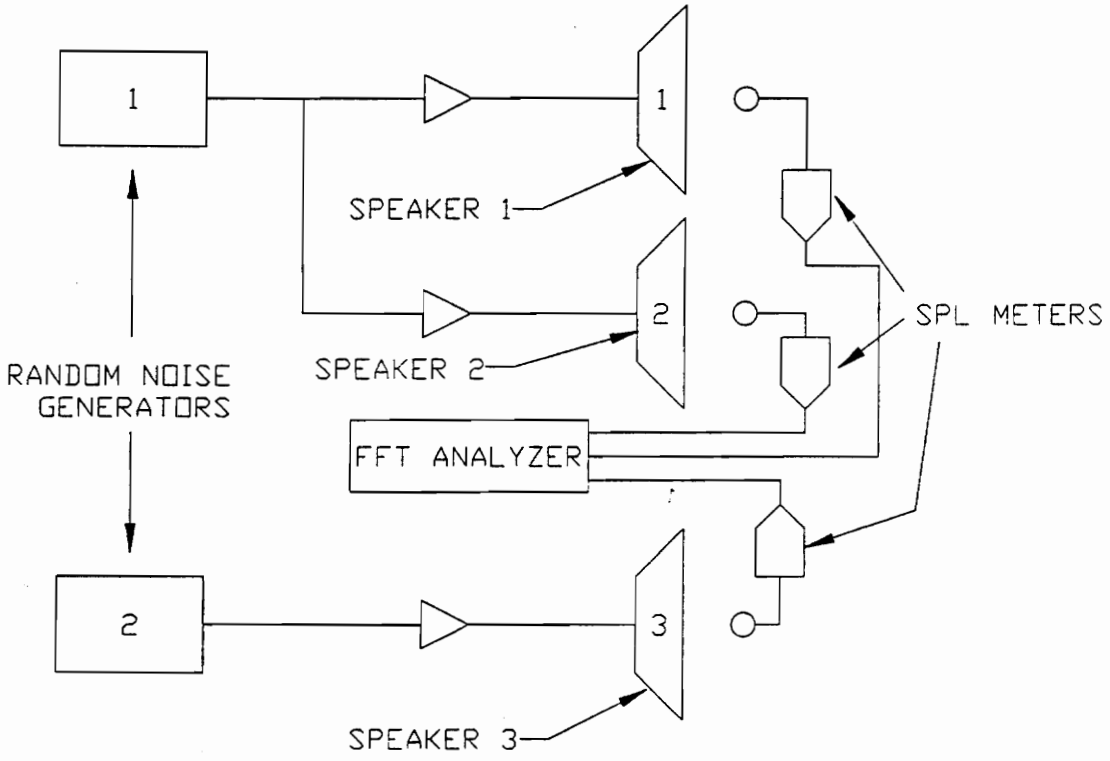 1
1
SPEAKER 1
2
SPL METERS
SPEAKER 2
RANDOM NOISE
GENERATORS
FFT ANALYZER
2
3
SPEAKER 3